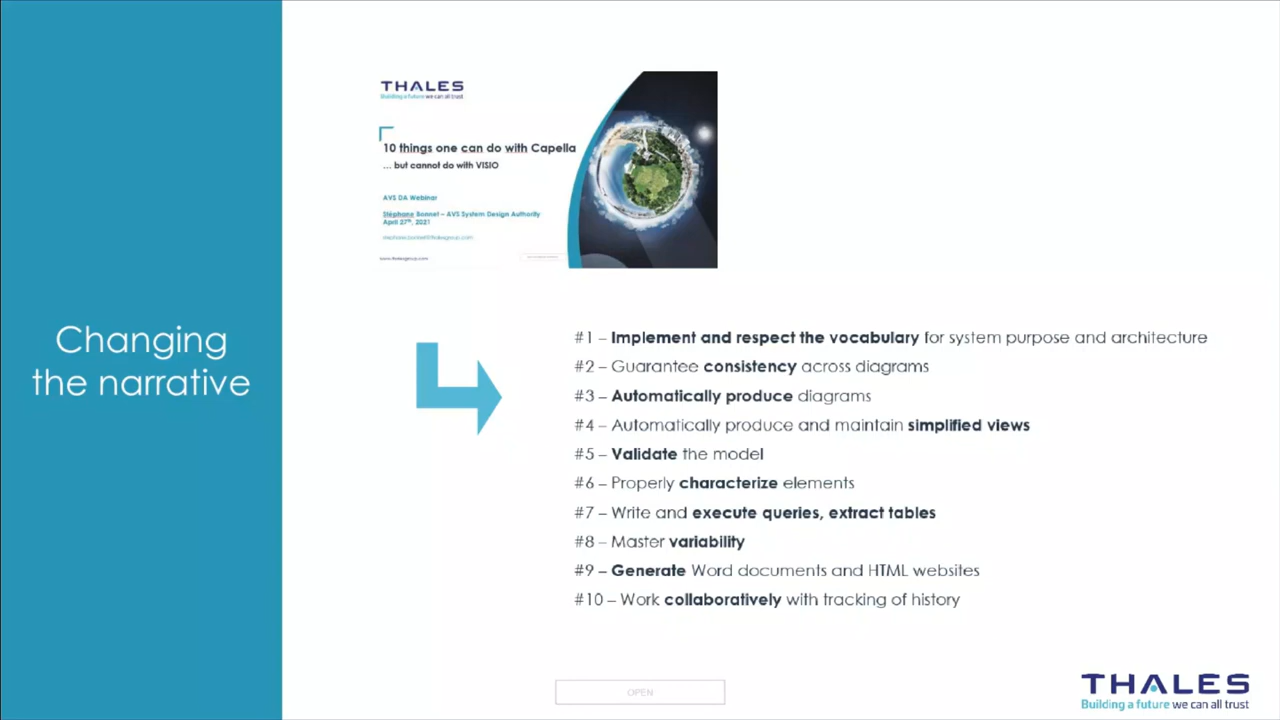 Changing
the narrative
THALES
Building a future we can all trust
10 things one can do with Capella
... but cannot do with VISIO
AVS DA Webinar
Stéphane Bonnet – AVS System Design Authority
April 27th, 2021
www.thalesgroup.com
#1 – Implement and respect the vocabulary for system purpose and architecture
#2 – Guarantee consistency across diagrams
#3 – Automatically produce diagrams
#4 – Automatically produce and maintain simplified views
#5 – Validate the model
#6 – Properly characterize elements
#7 – Write and execute queries, extract tables
#8 – Master variability
#9 – Generate Word documents and HTML websites
#10 – Work collaboratively with tracking of history
OPEN
THALES
Building a future we can all trust